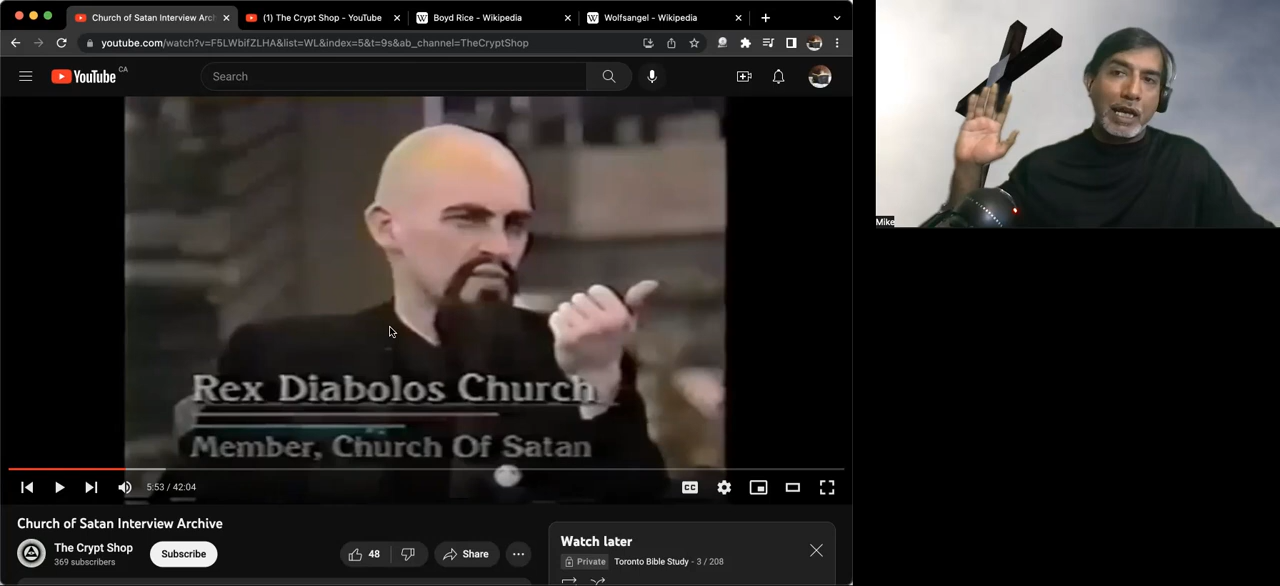 Church of Satan Interview Arch
(1) The Crypt Shop - YouTube
Boyd Rice - Wikipedia
Wolfsangel - Wikipedia
youtube.com/watch?v=F5LWbifZLHA&list=WL&index=5&t=9s&ab_channel=TheCryptShop
YouTube CA
Search
Rex Diabolos Church
Member, Church Of Satan
5:53 / 42:04
CC
Church of Satan Interview Archive
The Crypt Shop
369 subscribers
Subscribe
48
Share
Watch later
Private
Toronto Bible Study - 3 / 208
Mike